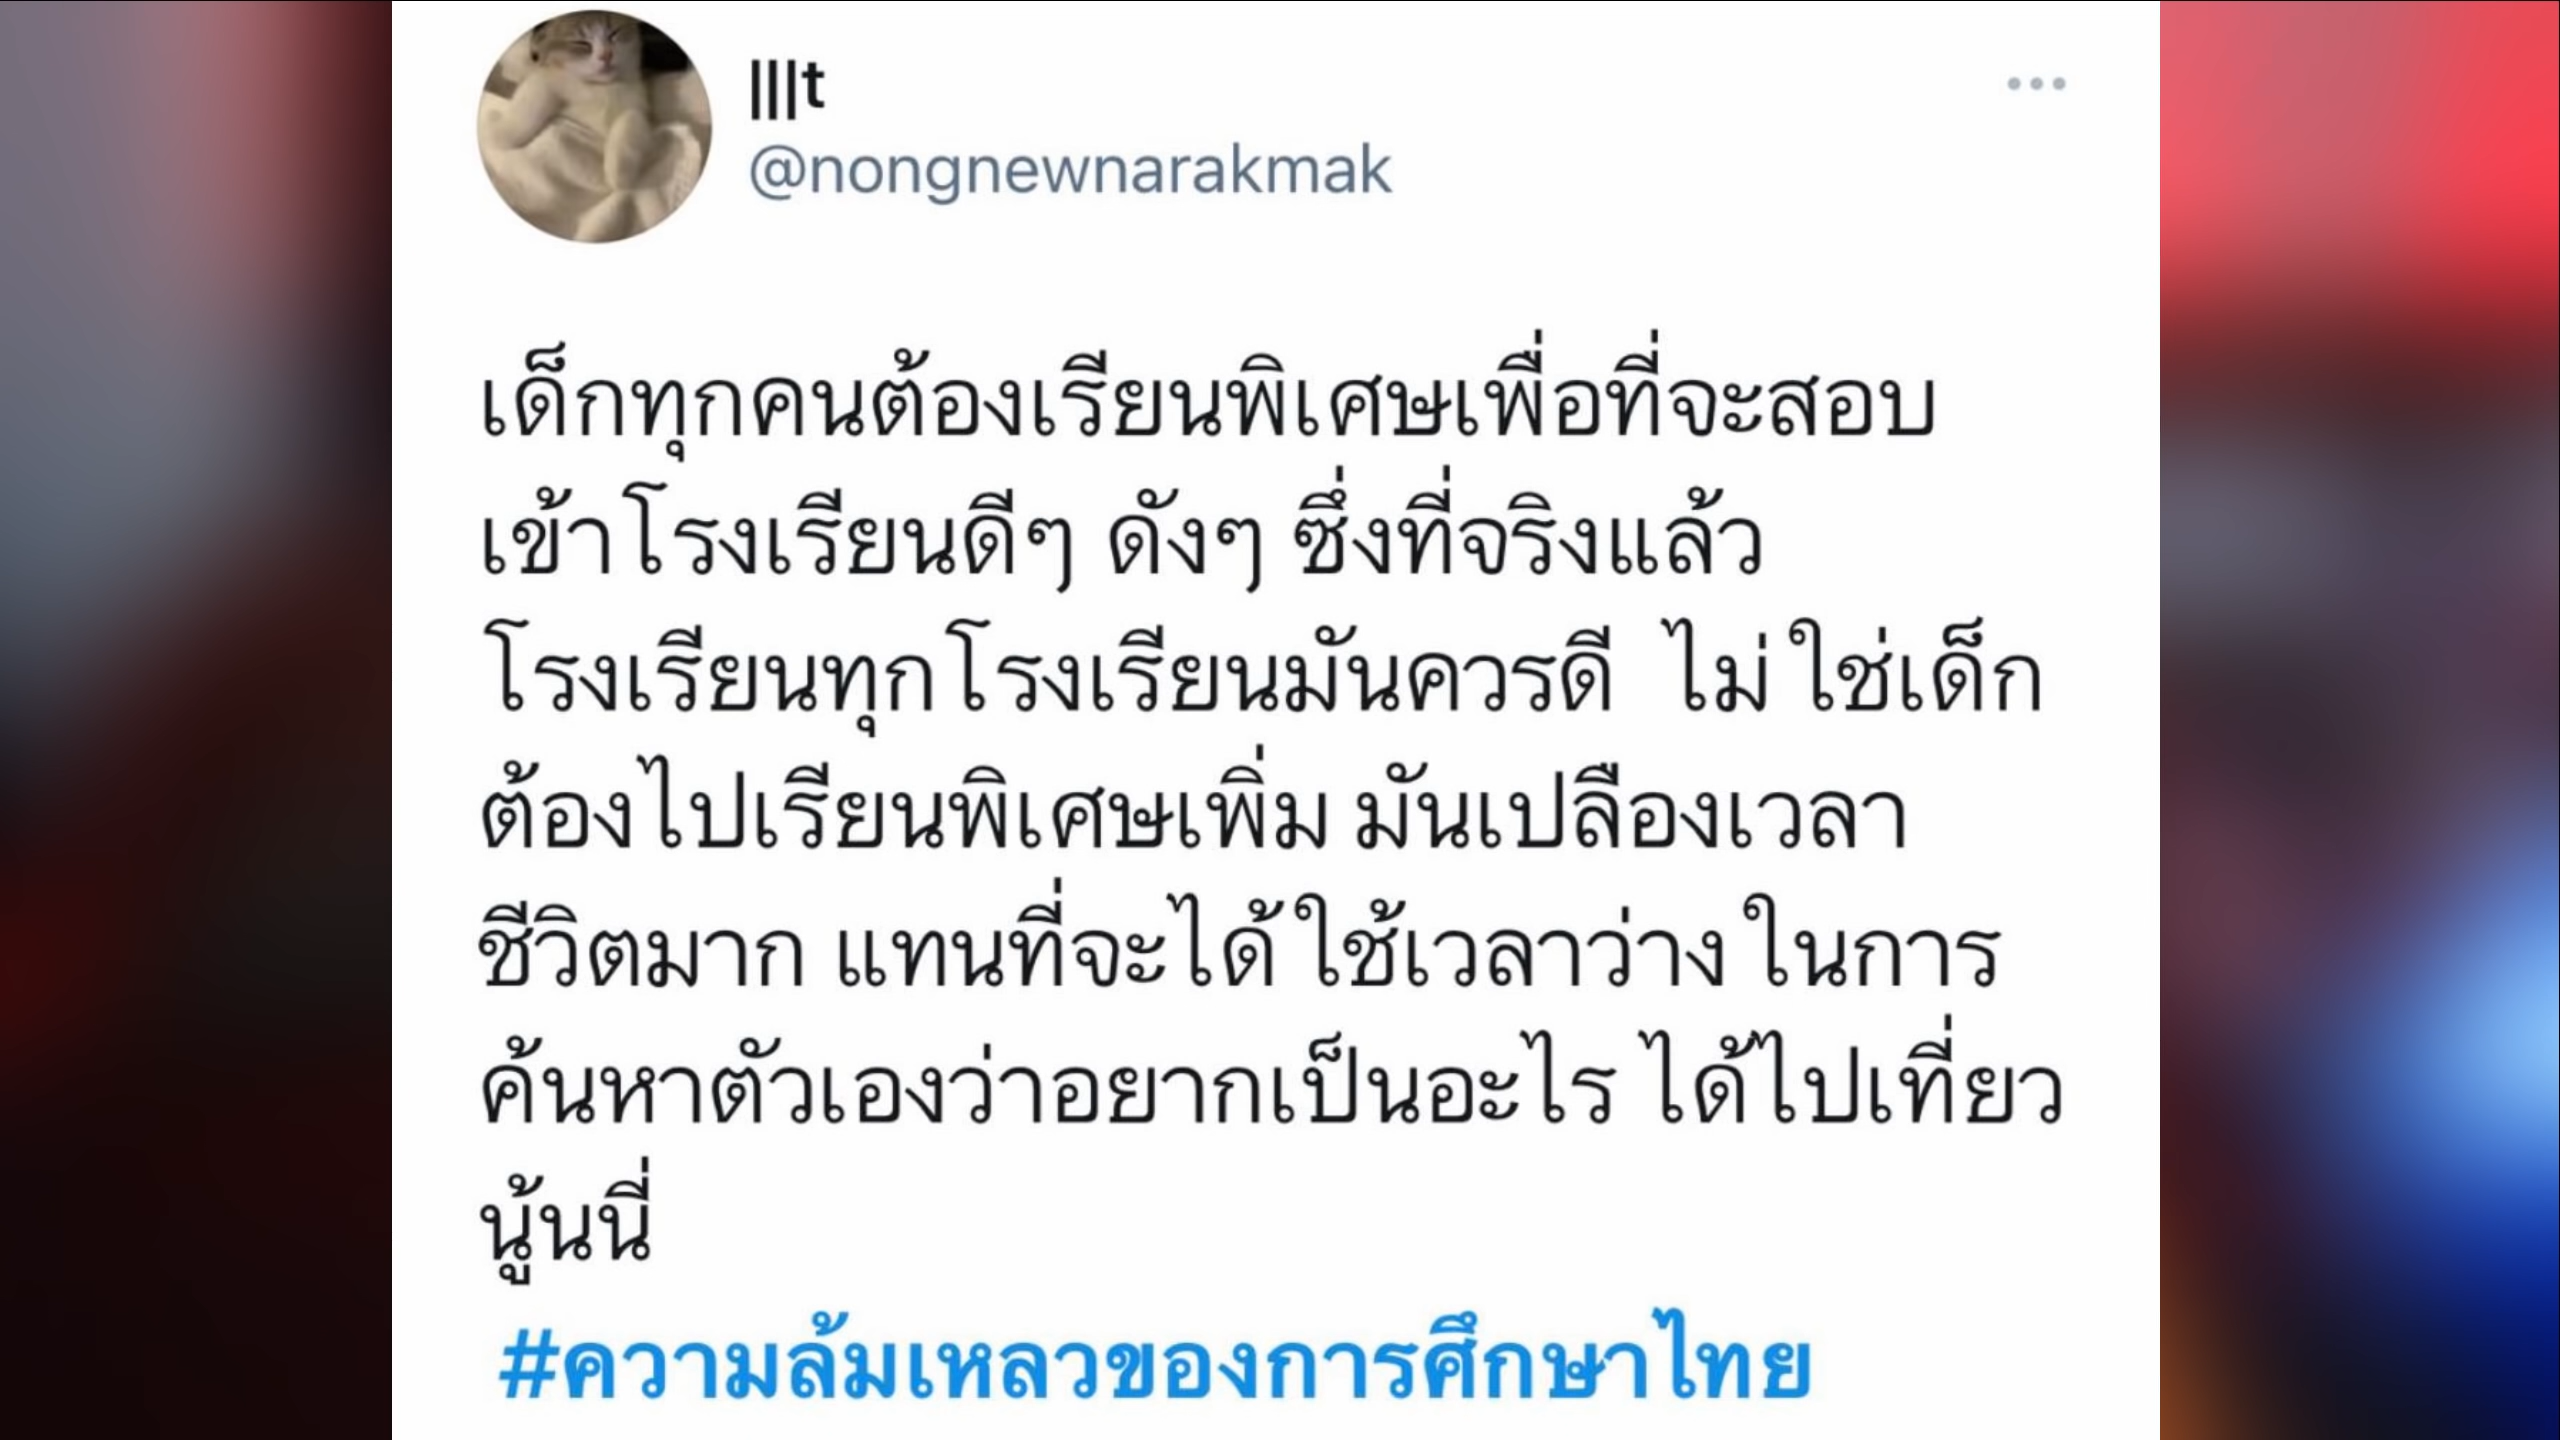 |||t
@nongnewnarakmak
เด็กทุกคนต้องเรียนพิเศษเพื่อที่จะสอบ
เข้าโรงเรียนดีๆ ดังๆ ซึ่งที่จริงแล้ว
โรงเรียนทุกโรงเรียนมันควรดี ไม่ใช่เด็ก
ต้องไปเรียนพิเศษเพิ่ม มันเปลืองเวลา
ชีวิตมาก แทนที่จะได้ใช้เวลาว่างในการ
ค้นหาตัวเองว่าอยากเป็นอะไร ได้ไปเที่ยว
นู้นนี่
#ความล้มเหลวของการศึกษาไทย